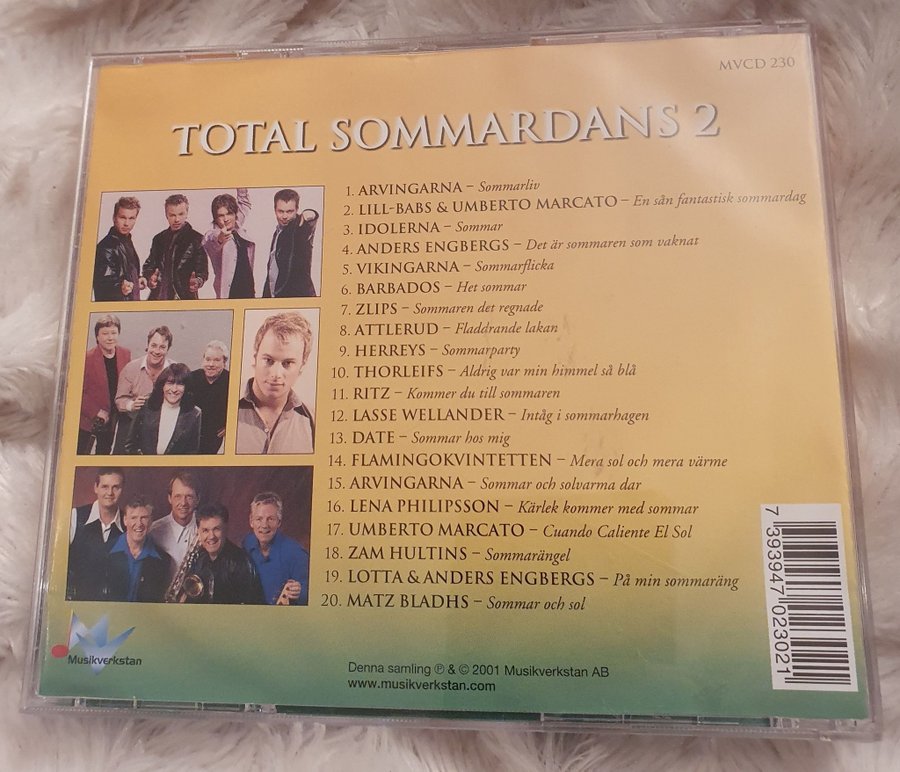 MVCD 230
TOTAL SOMMARDANS 2
1. ARVINGARNA – Sommarliv
2. LILL-BABS & UMBERTO MARCATO – En sån fantastisk sommardag
3. IDOLERNA – Sommar
4. ANDERS ENGBERGS – Det är sommaren som vaknat
5. VIKINGARNA – Sommarflicka
6. BARBADOS – Het sommar
7. ZLIPS – Sommaren det regnade
8. ATTLERUD – Fladdrande lakan
9. HERREYS – Sommarparty
10. THORLEIFS – Aldrig var min himmel så blå
11. RITZ – Kommer du till sommaren
12. LASSE WELLANDER – Intåg i sommarhagen
13. DATE – Sommar hos mig
14. FLAMINGOKVINTETTEN – Mera sol och mera värme
15. ARVINGARNA – Sommar och solvarma dar
16. LENA PHILIPSSON – Kärlek kommer med sommar
17. UMBERTO MARCATO – Cuando Caliente El Sol
18. ZAM HULTINS – Sommarängel
19. LOTTA & ANDERS ENGBERGS – På min sommaräng
20. MATZ BLADHS – Sommar och sol
7 393947 023021
Musikverkstan
Denna samling ℗ & © 2001 Musikverkstan AB
www.musikverkstan.com